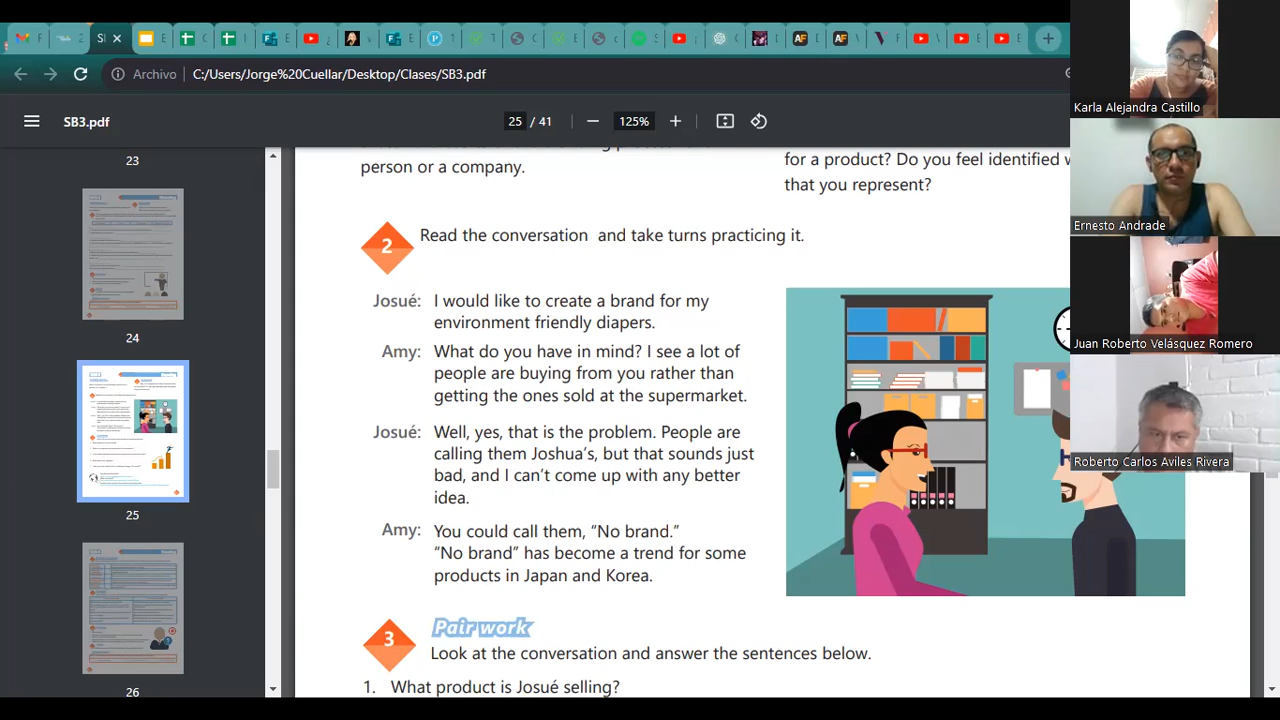 Archivo
C:/Users/Jorge%20Cuellar/Desktop/Clases/SB3.pdf
SB3.pdf
25 / 41
125%
23
24
25
26
person or a company.
for a product? Do you feel identified
that you represent?
2
Read the conversation and take turns practicing it.
Josué: I would like to create a brand for my
environment friendly diapers.
Amy: What do you have in mind? I see a lot of
people are buying from you rather than
getting the ones sold at the supermarket.
Josué: Well, yes, that is the problem. People are
calling them Joshua's, but that sounds just
bad, and I can't come up with any better
idea.
Amy: You could call them, “No brand.”
“No brand” has become a trend for some
products in Japan and Korea.
3
Pair work
Look at the conversation and answer the sentences below.
1. What product is Josué selling?
Karla Alejandra Castillo
Ernesto Andrade
Juan Roberto Velásquez Romero
Roberto Carlos Aviles Rivera